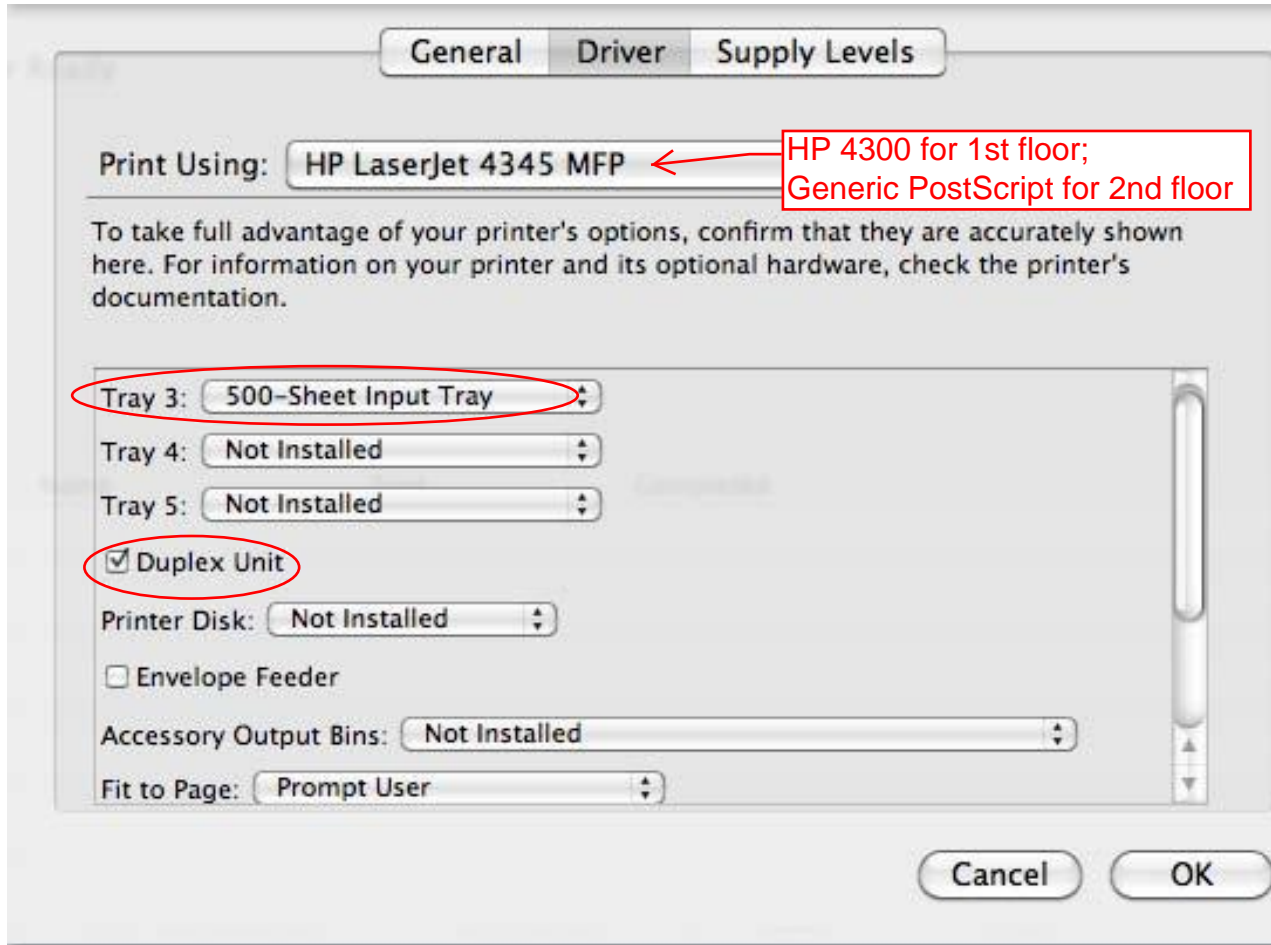 General Driver Supply Levels
Print Using: HP LaserJet 4345 MFP
HP 4300 for 1st floor;
Generic PostScript for 2nd floor
To take full advantage of your printer's options, confirm that they are accurately shown
here. For information on your printer and its optional hardware, check the printer's
documentation.
Tray 3: 500-Sheet Input Tray
Tray 4: Not Installed
Tray 5: Not Installed
Duplex Unit
Printer Disk: Not Installed
Envelope Feeder
Accessory Output Bins: Not Installed
Fit to Page: Prompt User
Cancel OK